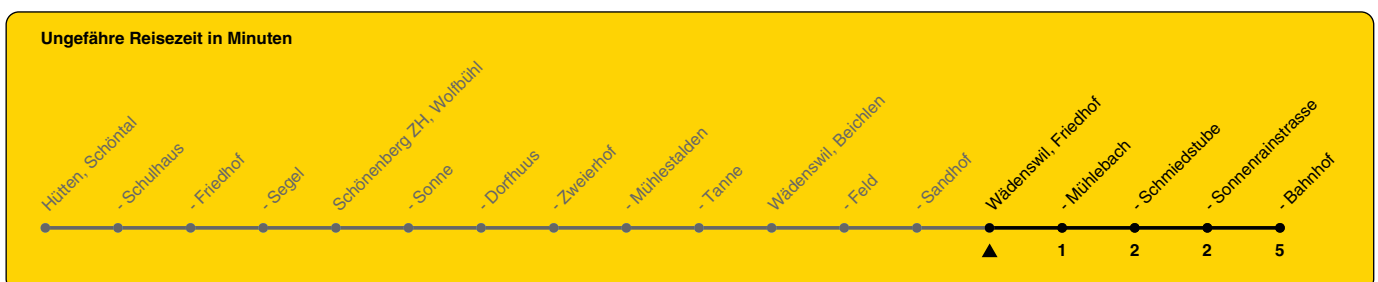 Ungefähre Reisezeit in Minuten
Hütten, Schöntal
- Schulhaus
- Friedhof
- Segel
Schönenberg ZH, Wolfbühl
- Sonne
- Dorfhuus
- Zweierhof
- Mühlestalden
- Tanne
Wädenswil, Beichlen
- Feld
- Sandhof
Wädenswil, Friedhof
- Mühlebach
- Schmiedstube
- Sonnenrainstrasse
- Bahnhof
1 2 2 5